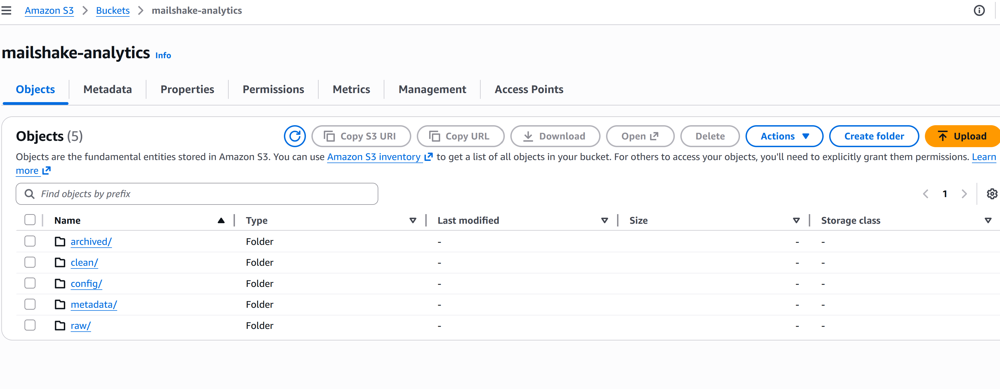 Amazon S3 > Buckets > mailshake-analytics
mailshake-analytics Info
Objects Metadata Properties Permissions Metrics Management Access Points
Objects (5) Copy S3 URI Copy URL Download Open Delete Actions Create folder Upload
Objects are the fundamental entities stored in Amazon S3. You can use Amazon S3 inventory to get a list of all objects in your bucket. For others to access your objects, you'll need to explicitly grant them permissions. Learn
more
Find objects by prefix 1
Name Type Last modified Size Storage class
archived/ Folder - - -
clean/ Folder - - -
config/ Folder - - -
metadata/ Folder - - -
raw/ Folder - - -